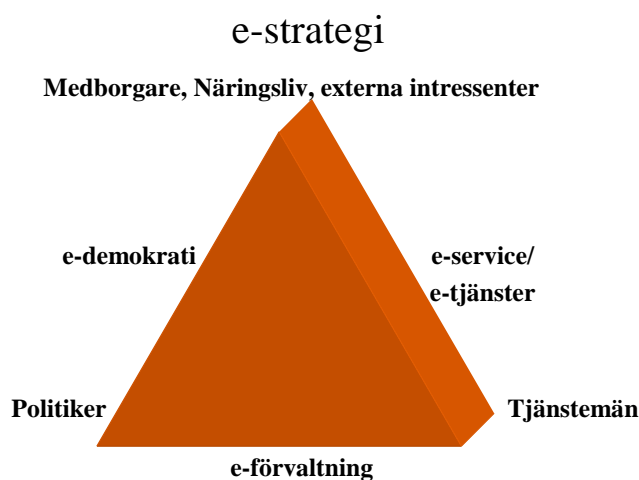 e-strategi
Medborgare, Näringsliv, externa intressenter
e-demokrati
e-service/
e-tjänster
Politiker
Tjänstemän
e-förvaltning